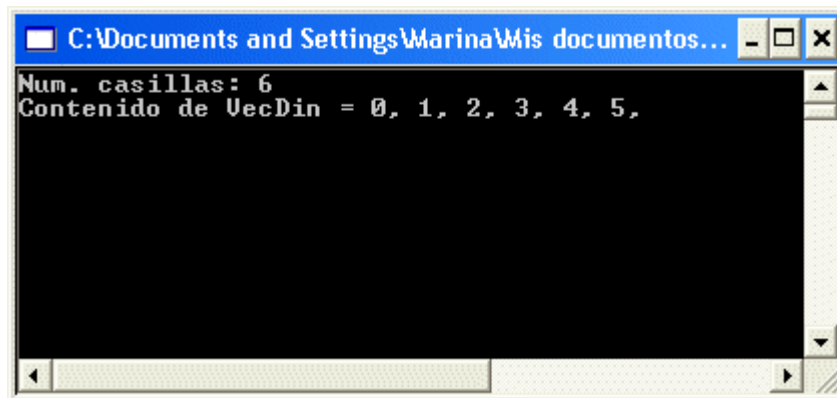 C:\Documents and Settings\Marina\Mis documentos...
Num. casillas: 6
Contenido de VecDin = 0, 1, 2, 3, 4, 5,